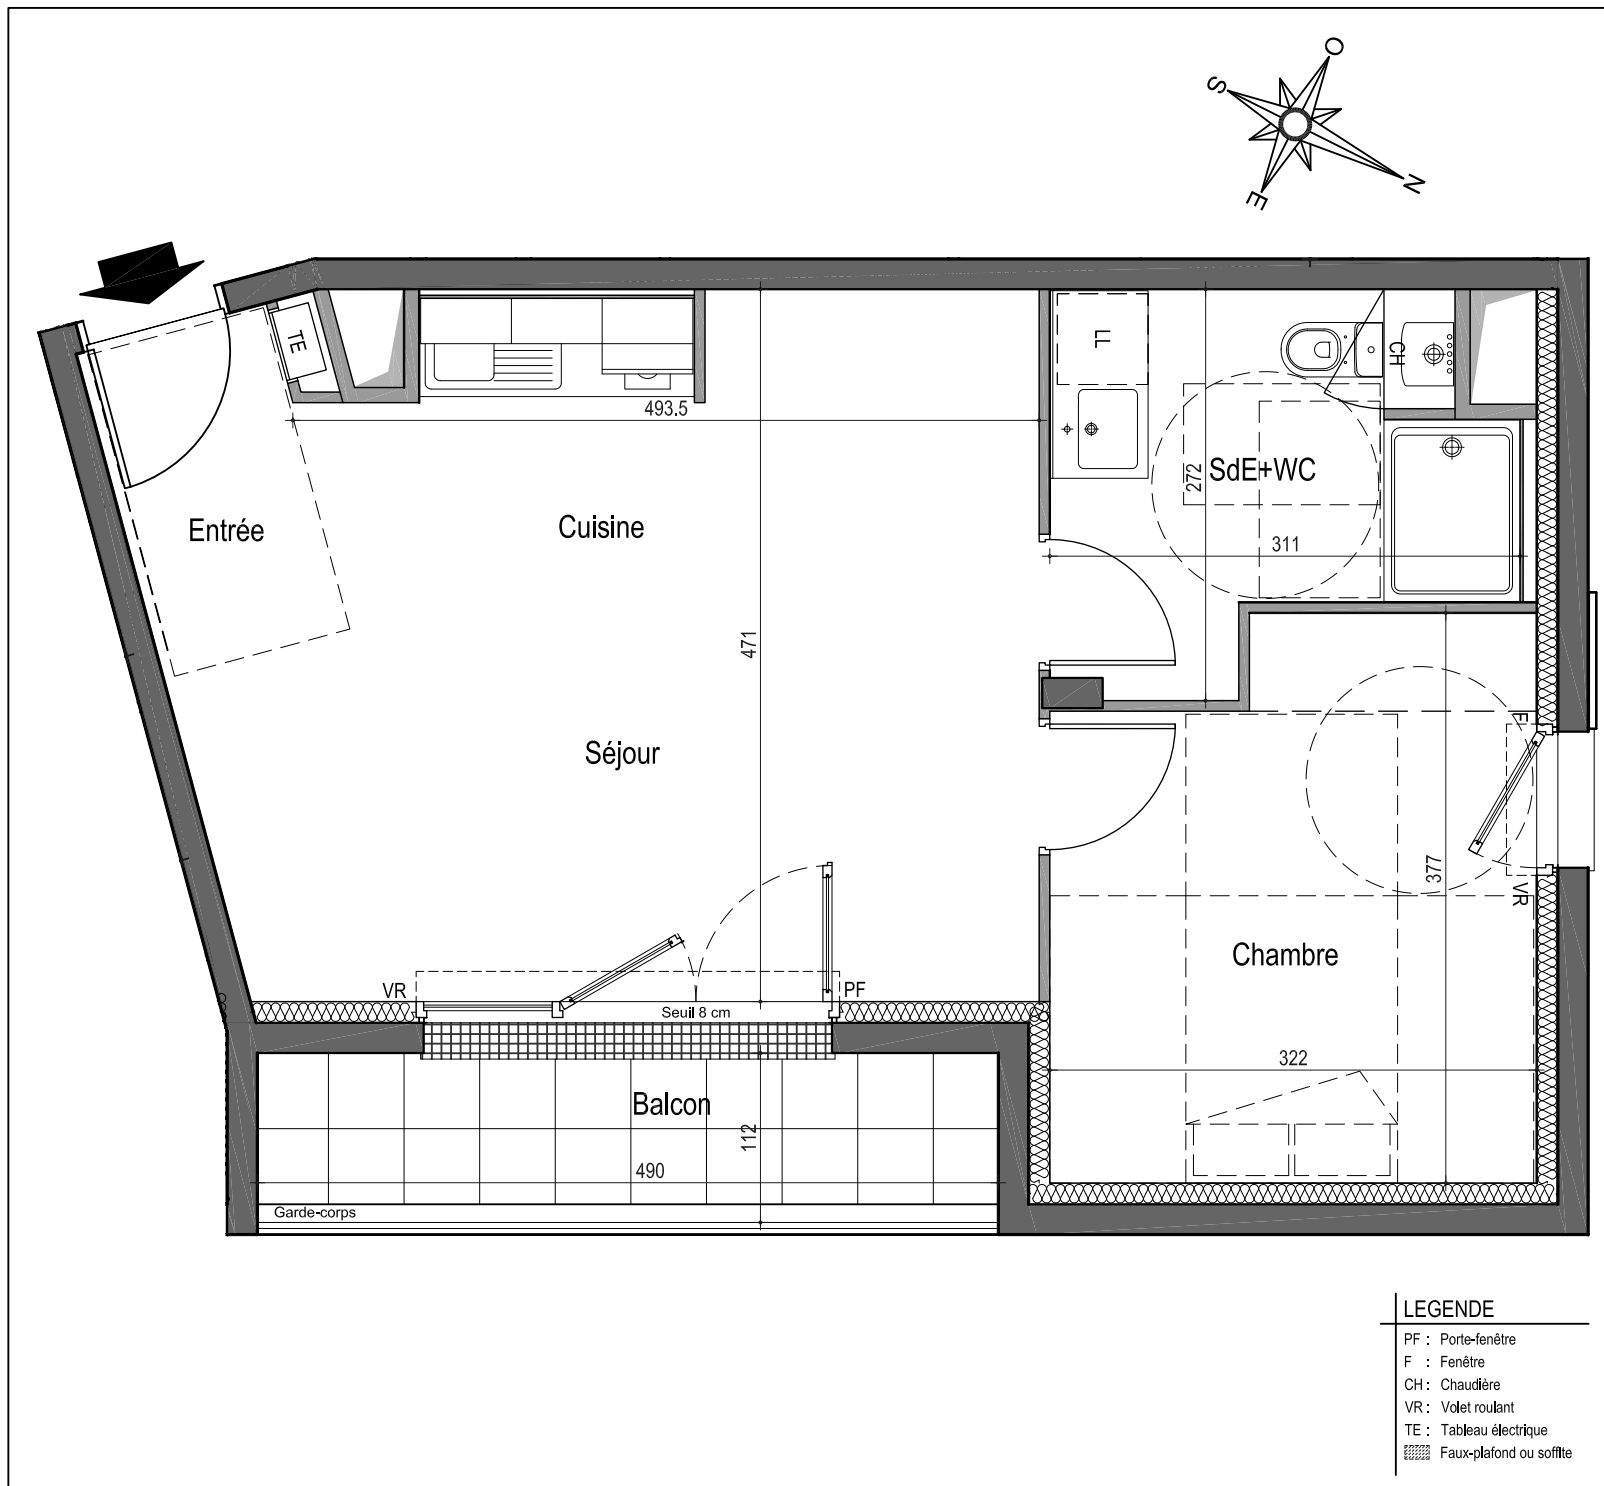 O
S
N
E
TE
LL
CH
493.5
SdE+WC
272
Entrée
Cuisine
311
471
Séjour
F
377
VR
Chambre
VR
PF
Seuil 8 cm
322
Balcon
112
490
Garde-corps
LEGENDE
PF : Porte-fenêtre
F : Fenêtre
CH : Chaudière
VR : Volet roulant
TE : Tableau électrique
Faux-plafond ou soffite